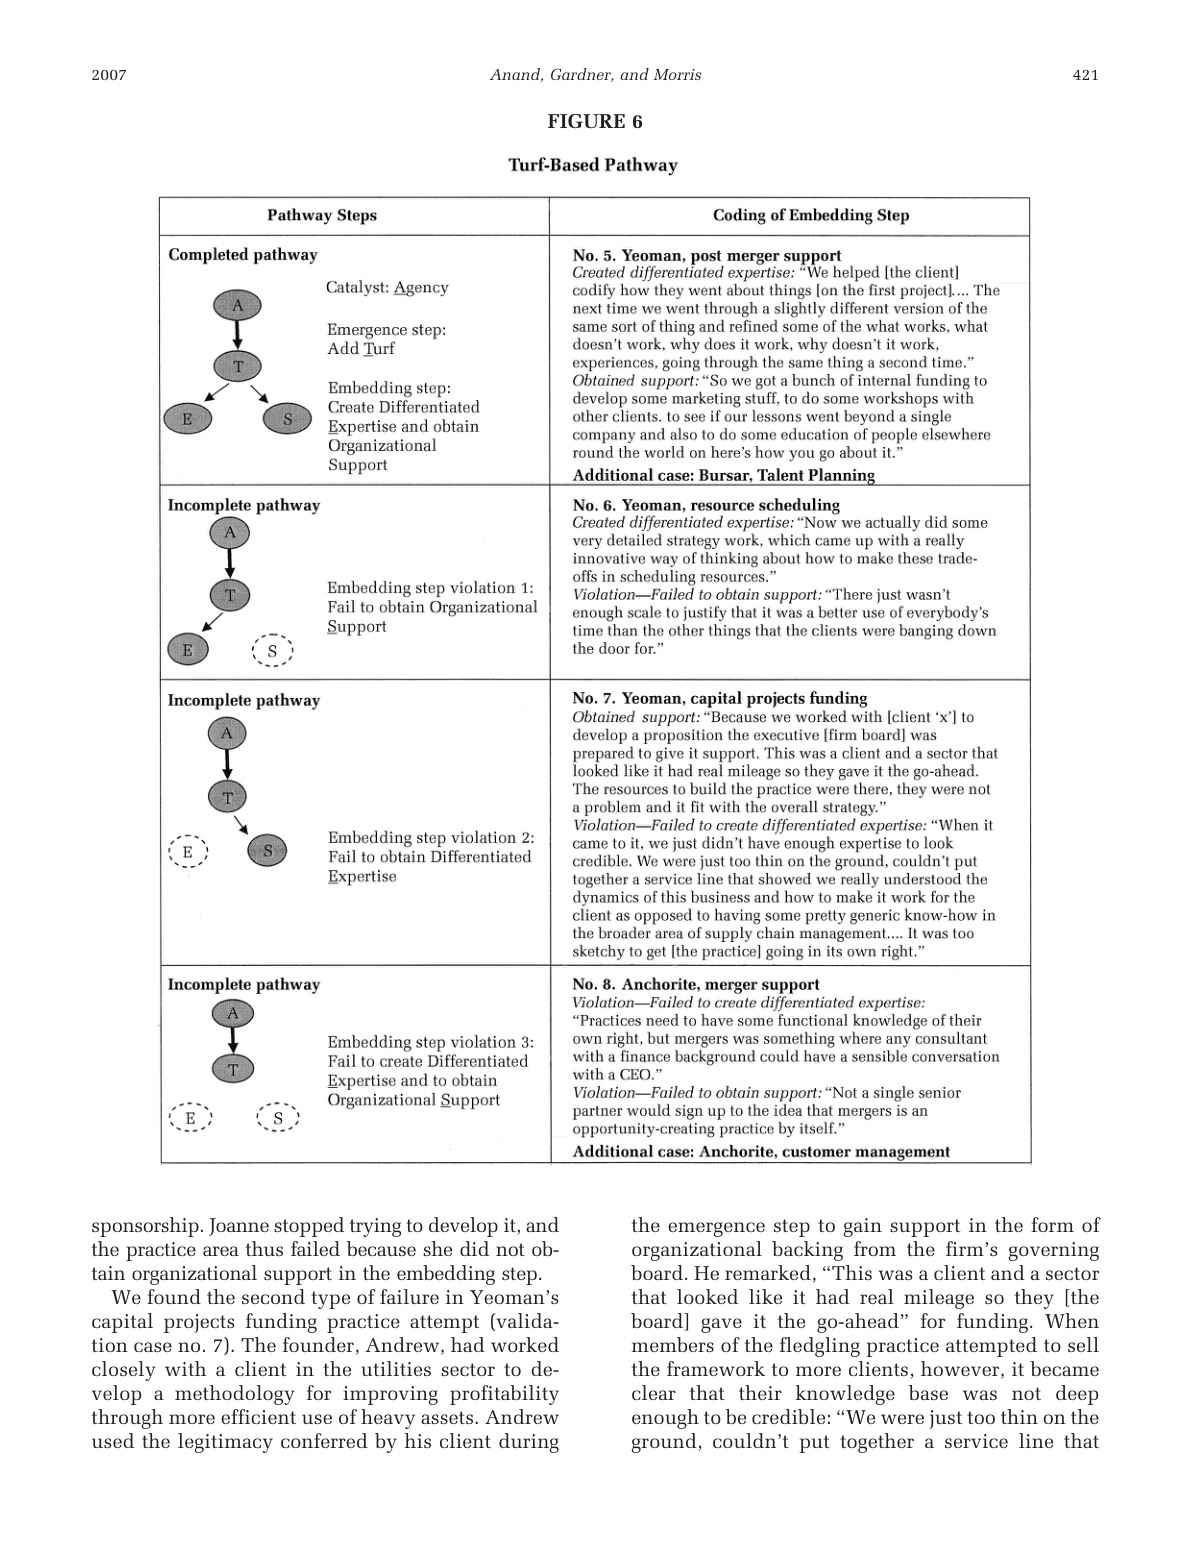 2007
Anand, Gardner, and Morris
421
FIGURE 6
Turf-Based Pathway
Pathway Steps
Coding of Embedding Step
Completed pathway
A
T
E
S
Catalyst: Agency
Emergence step:
Add Turf
Embedding step:
Create Differentiated
Expertise and obtain
Organizational
Support
No. 5. Yeoman, post merger support
Created differentiated expertise: “We helped [the client]
codify how they went about things [on the first project].... The
next time we went through a slightly different version of the
same sort of thing and refined some of the what works, what
doesn’t work, why does it work, why doesn’t it work,
experiences, going through the same thing a second time.”
Obtained support: “So we got a bunch of internal funding to
develop some marketing stuff, to do some workshops with
other clients. to see if our lessons went beyond a single
company and also to do some education of people elsewhere
round the world on here’s how you go about it.”
Additional case: Bursar, Talent Planning
Incomplete pathway
A
T
E
S
Embedding step violation 1:
Fail to obtain Organizational
Support
No. 6. Yeoman, resource scheduling
Created differentiated expertise: “Now we actually did some
very detailed strategy work, which came up with a really
innovative way of thinking about how to make these trade-
offs in scheduling resources.”
Violation—Failed to obtain support: “There just wasn’t
enough scale to justify that it was a better use of everybody’s
time than the other things that the clients were banging down
the door for.”
Incomplete pathway
A
T
E
S
Embedding step violation 2:
Fail to obtain Differentiated
Expertise
No. 7. Yeoman, capital projects funding
Obtained support: “Because we worked with [client ‘x’] to
develop a proposition the executive [firm board] was
prepared to give it support. This was a client and a sector that
looked like it had real mileage so they gave it the go-ahead.
The resources to build the practice were there, they were not
a problem and it fit with the overall strategy.”
Violation—Failed to create differentiated expertise: “When it
came to it, we just didn’t have enough expertise to look
credible. We were just too thin on the ground, couldn’t put
together a service line that showed we really understood the
dynamics of this business and how to make it work for the
client as opposed to having some pretty generic know-how in
the broader area of supply chain management.... It was too
sketchy to get [the practice] going in its own right.”
Incomplete pathway
A
T
E
S
Embedding step violation 3:
Fail to create Differentiated
Expertise and to obtain
Organizational Support
No. 8. Anchorite, merger support
Violation—Failed to create differentiated expertise:
“Practices need to have some functional knowledge of their
own right, but mergers was something where any consultant
with a finance background could have a sensible conversation
with a CEO.”
Violation—Failed to obtain support: “Not a single senior
partner would sign up to the idea that mergers is an
opportunity-creating practice by itself.”
Additional case: Anchorite, customer management
sponsorship. Joanne stopped trying to develop it, and
the practice area thus failed because she did not ob-
tain organizational support in the embedding step.
We found the second type of failure in Yeoman’s
capital projects funding practice attempt (valida-
tion case no. 7). The founder, Andrew, had worked
closely with a client in the utilities sector to de-
velop a methodology for improving profitability
through more efficient use of heavy assets. Andrew
used the legitimacy conferred by his client during
the emergence step to gain support in the form of
organizational backing from the firm’s governing
board. He remarked, “This was a client and a sector
that looked like it had real mileage so they [the
board] gave it the go-ahead” for funding. When
members of the fledgling practice attempted to sell
the framework to more clients, however, it became
clear that their knowledge base was not deep
enough to be credible: “We were just too thin on the
ground, couldn’t put together a service line that